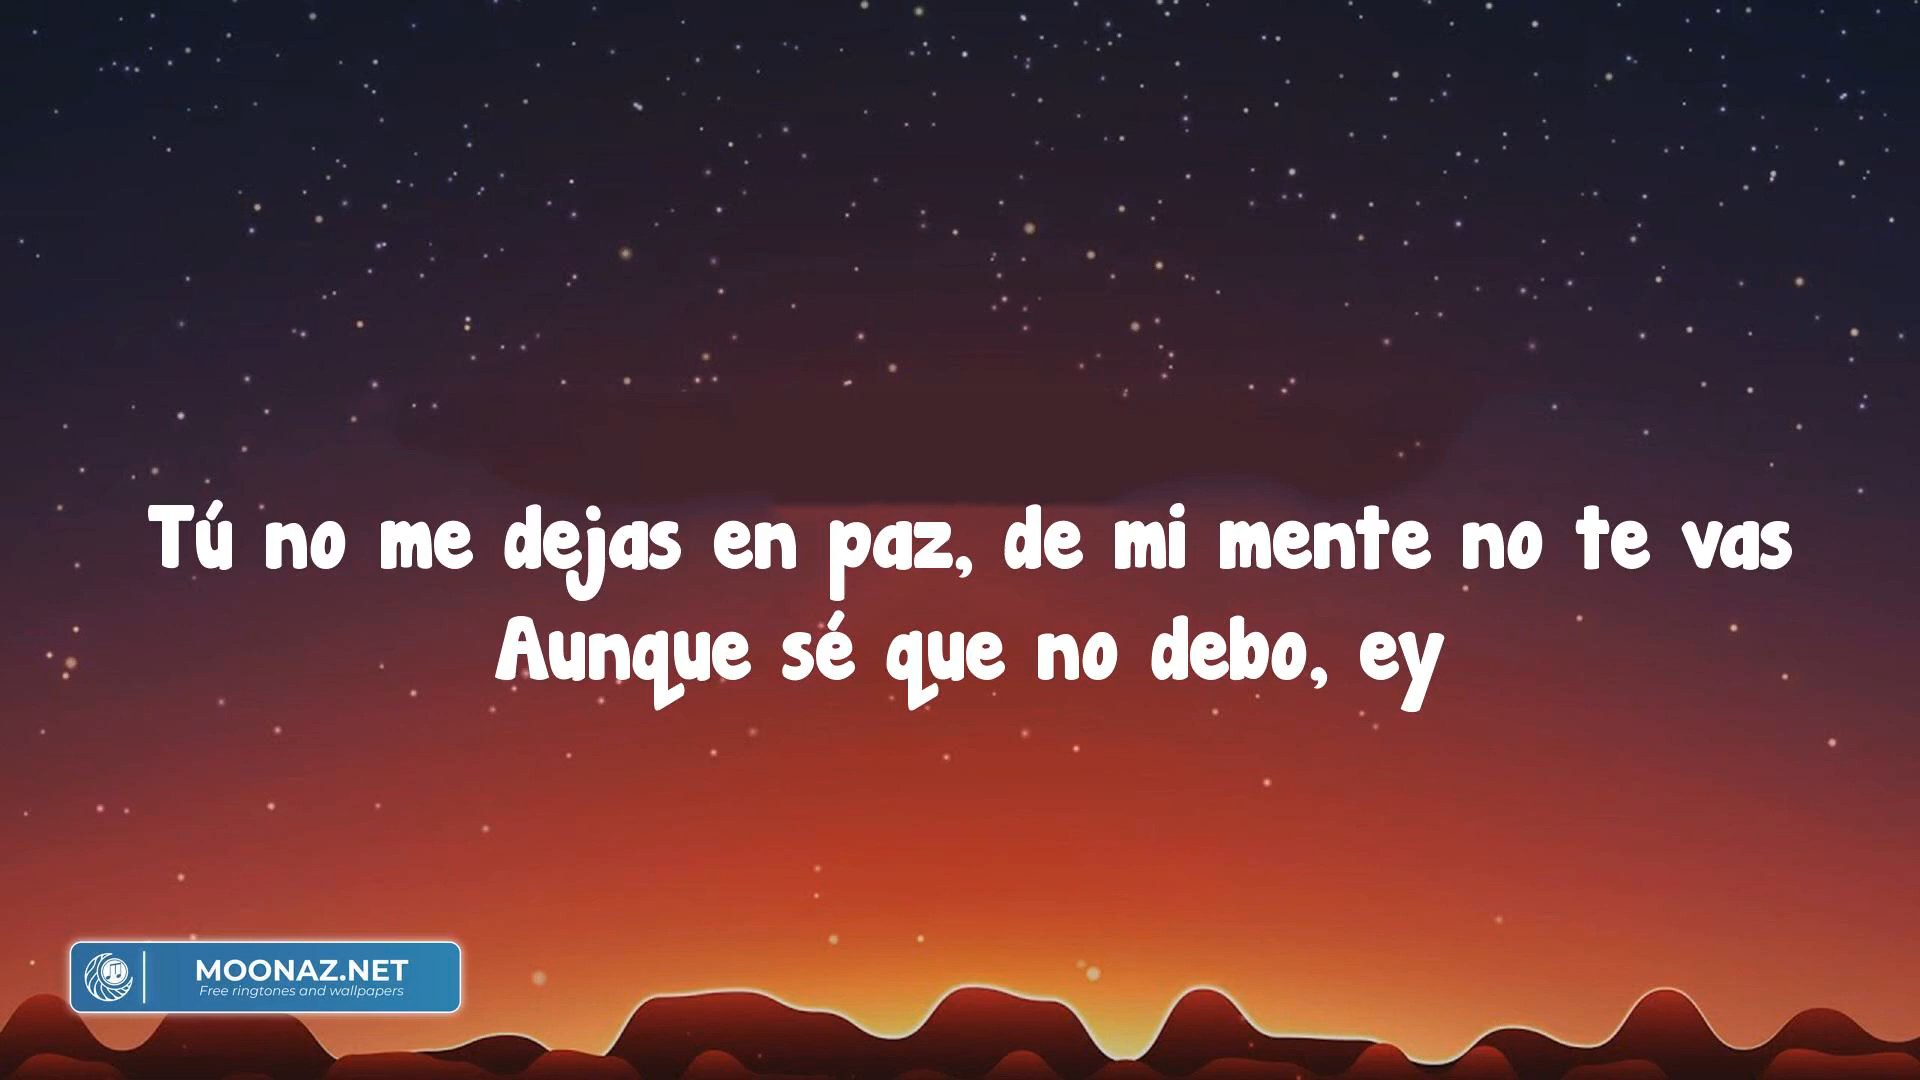 Tú no me dejas en paz, de mi mente no te vas
Aunque sé que no debo, ey
MOONAZ.NET
Free ringtones and wallpapers